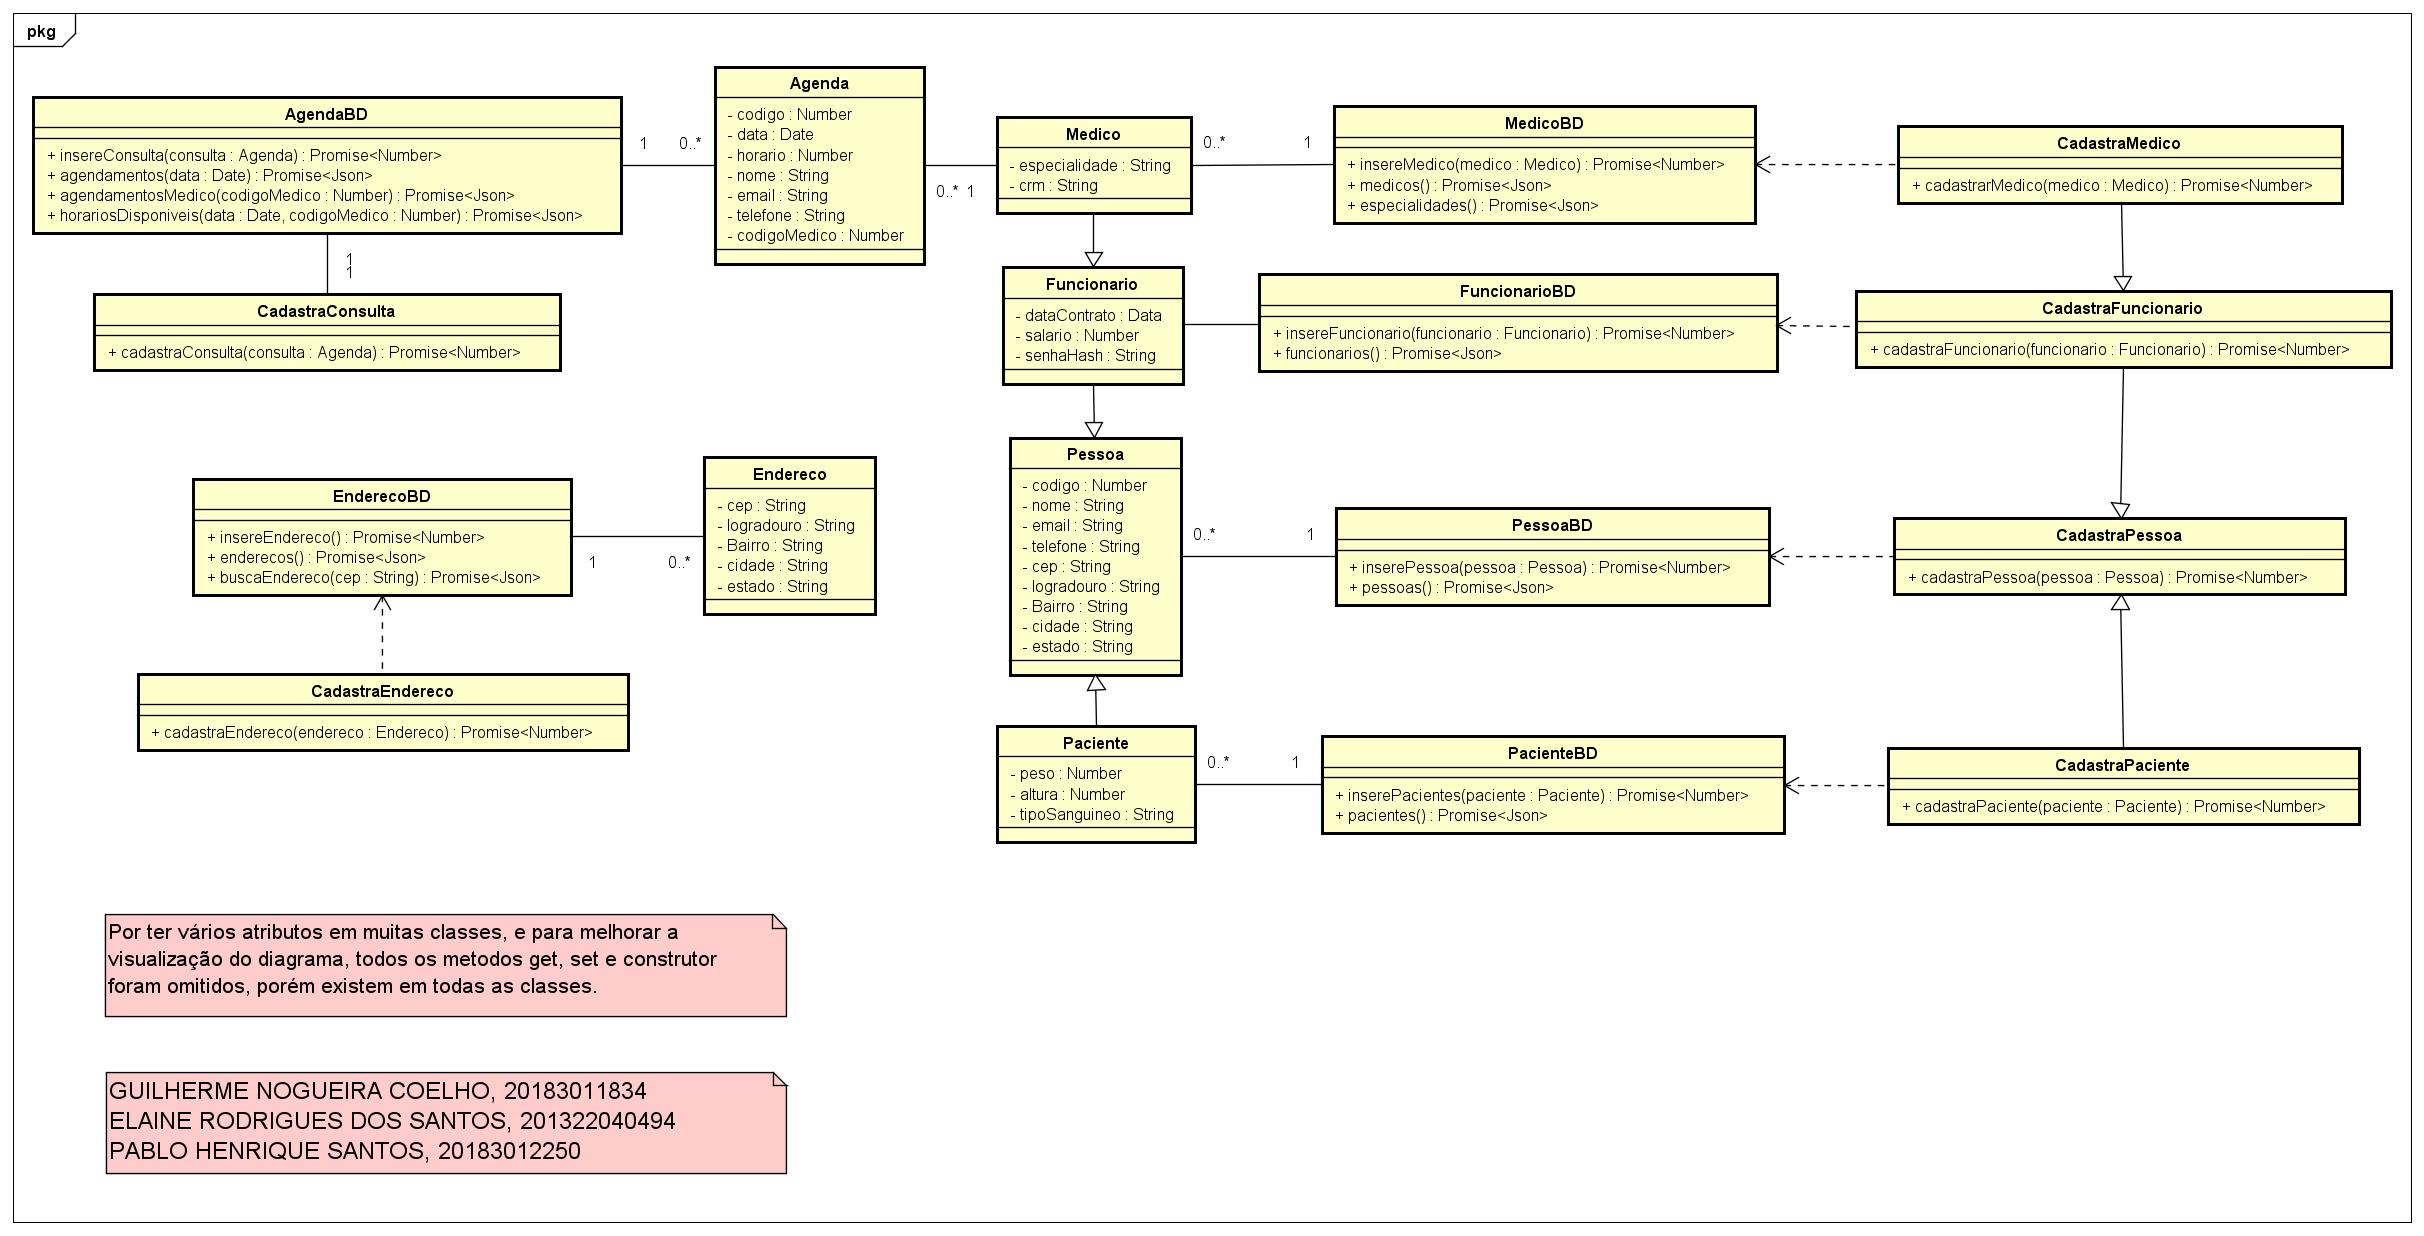 pkg
AgendaBD
+ insereConsulta(consulta : Agenda) : Promise<Number>
+ agendamentos(data : Date) : Promise<Json>
+ agendamentosMedico(codigoMedico : Number) : Promise<Json>
+ horariosDisponiveis(data : Date, codigoMedico : Number) : Promise<Json>
1
0..*
Agenda
- codigo : Number
- data : Date
- horario : Number
- nome : String
- email : String
- telefone : String
- codigoMedico : Number
0..*
1
Medico
- especialidade : String
- crm : String
0..*
1
MedicoBD
+ insereMedico(medico : Medico) : Promise<Number>
+ medicos() : Promise<Json>
+ especialidades() : Promise<Json>
CadastraMedico
+ cadastrarMedico(medico : Medico) : Promise<Number>
1
1
CadastraConsulta
+ cadastraConsulta(consulta : Agenda) : Promise<Number>
Funcionario
- dataContrato : Data
- salario : Number
- senhaHash : String
FuncionarioBD
+ insereFuncionario(funcionario : Funcionario) : Promise<Number>
+ funcionarios() : Promise<Json>
CadastraFuncionario
+ cadastraFuncionario(funcionario : Funcionario) : Promise<Number>
EnderecoBD
+ insereEndereco() : Promise<Number>
+ enderecos() : Promise<Json>
+ buscaEndereco(cep : String) : Promise<Json>
1
0..*
Endereco
- cep : String
- logradouro : String
- Bairro : String
- cidade : String
- estado : String
Pessoa
- codigo : Number
- nome : String
- email : String
- telefone : String
- cep : String
- logradouro : String
- Bairro : String
- cidade : String
- estado : String
0..*
1
PessoaBD
+ inserePessoa(pessoa : Pessoa) : Promise<Number>
+ pessoas() : Promise<Json>
CadastraPessoa
+ cadastraPessoa(pessoa : Pessoa) : Promise<Number>
CadastraEndereco
+ cadastraEndereco(endereco : Endereco) : Promise<Number>
Paciente
- peso : Number
- altura : Number
- tipoSanguineo : String
0..*
1
PacienteBD
+ inserePacientes(paciente : Paciente) : Promise<Number>
+ pacientes() : Promise<Json>
CadastraPaciente
+ cadastraPaciente(paciente : Paciente) : Promise<Number>
Por ter vários atributos em muitas classes, e para melhorar a
visualização do diagrama, todos os metodos get, set e construtor
foram omitidos, porém existem em todas as classes.
GUILHERME NOGUEIRA COELHO, 20183011834
ELAINE RODRIGUES DOS SANTOS, 201322040494
PABLO HENRIQUE SANTOS, 20183012250